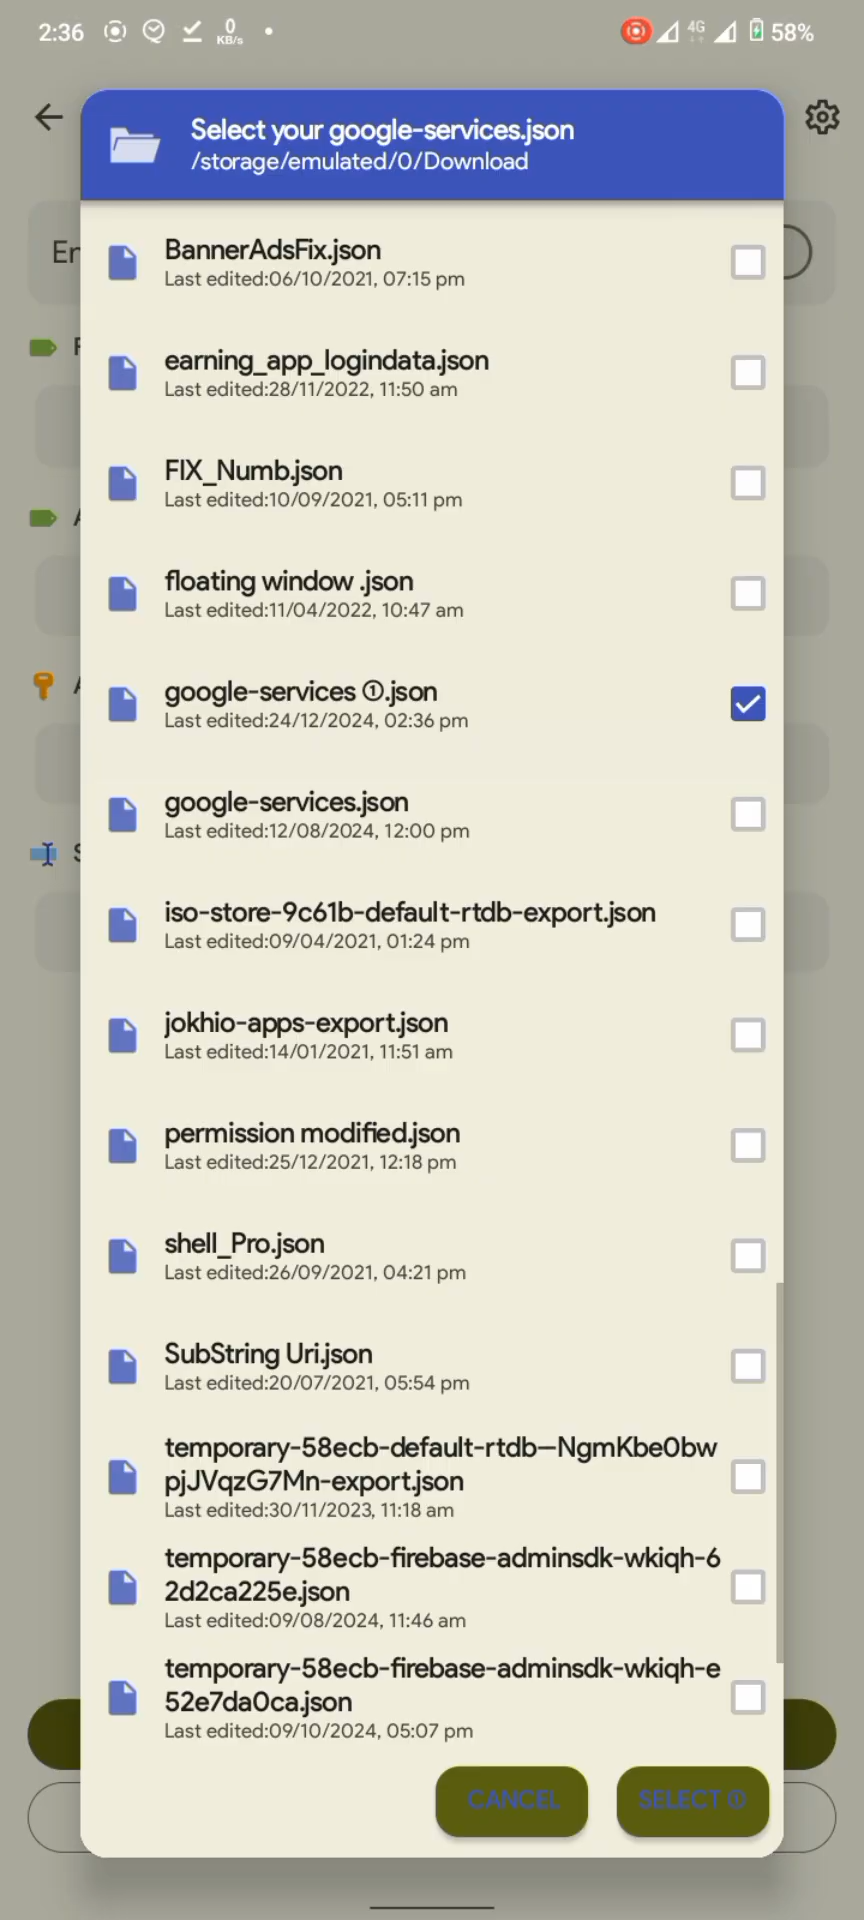 2:36
0
KB/s
4G
58%
Select your google-services.json
/storage/emulated/0/Download
En
BannerAdsFix.json
Last edited:06/10/2021, 07:15 pm
earning_app_logindata.json
Last edited:28/11/2022, 11:50 am
FIX_Numb.json
Last edited:10/09/2021, 05:11 pm
floating window .json
Last edited:11/04/2022, 10:47 am
google-services ①.json
Last edited:24/12/2024, 02:36 pm
google-services.json
Last edited:12/08/2024, 12:00 pm
iso-store-9c61b-default-rtdb-export.json
Last edited:09/04/2021, 01:24 pm
jokhio-apps-export.json
Last edited:14/01/2021, 11:51 am
permission modified.json
Last edited:25/12/2021, 12:18 pm
shell_Pro.json
Last edited:26/09/2021, 04:21 pm
SubString Uri.json
Last edited:20/07/2021, 05:54 pm
temporary-58ecb-default-rtdb—NgmKbe0bw
pjJVqzG7Mn-export.json
Last edited:30/11/2023, 11:18 am
temporary-58ecb-firebase-adminsdk-wkiqh-6
2d2ca225e.json
Last edited:09/08/2024, 11:46 am
temporary-58ecb-firebase-adminsdk-wkiqh-e
52e7da0ca.json
Last edited:09/10/2024, 05:07 pm
CANCEL
SELECT ①